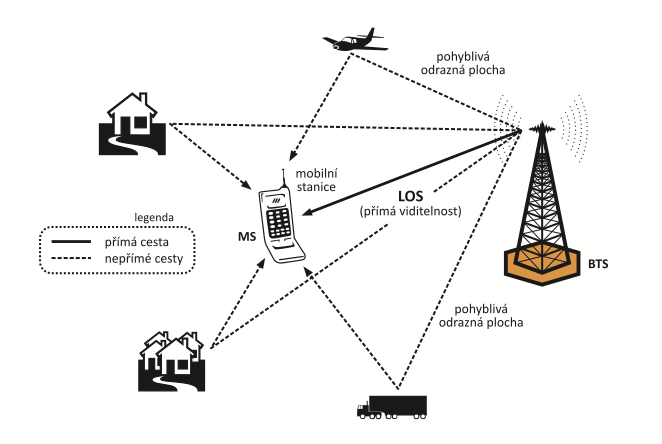 pohyblivá
odrazná plocha
mobilní
stanice
LOS
(přímá viditelnost)
legenda
MS
přímá cesta
nepřímé cesty
BTS
pohyblivá
odrazná plocha